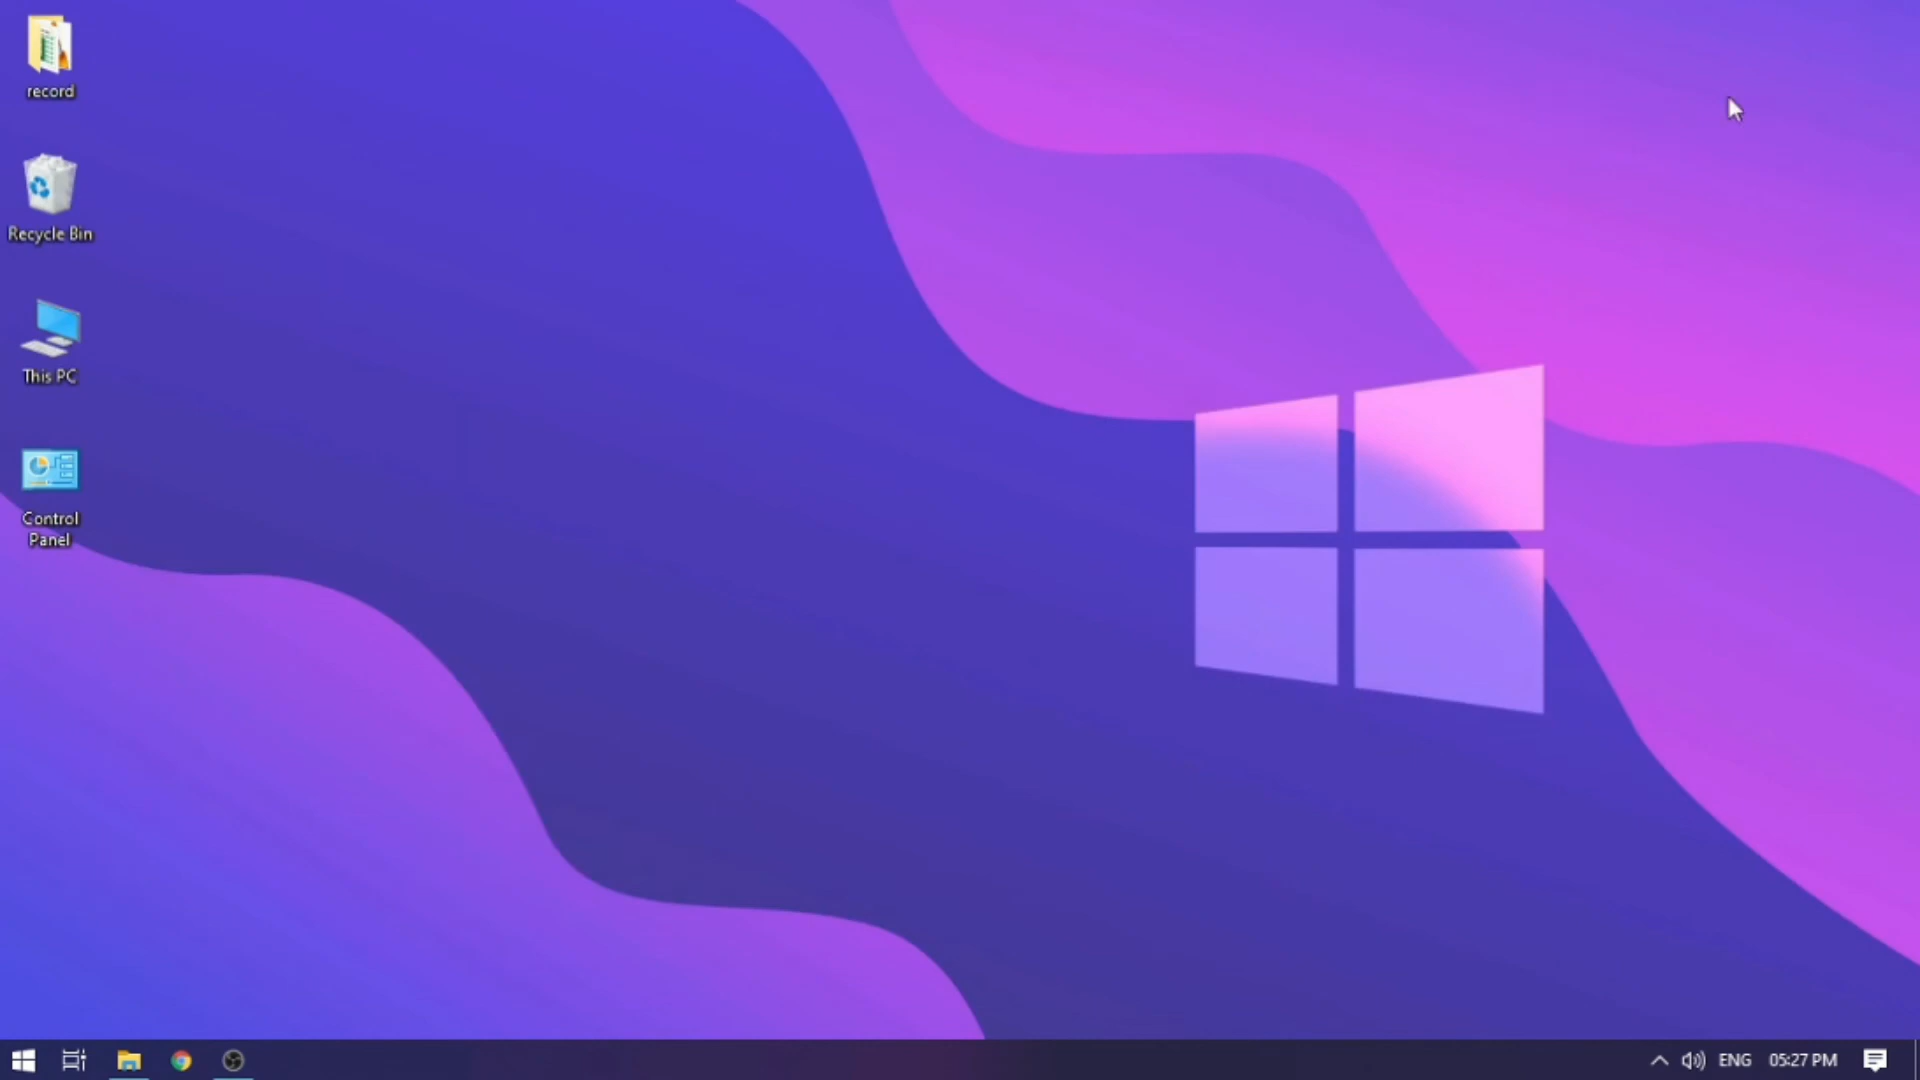 record
Recycle Bin
This PC
Control
Panel
ENG
05:27 PM